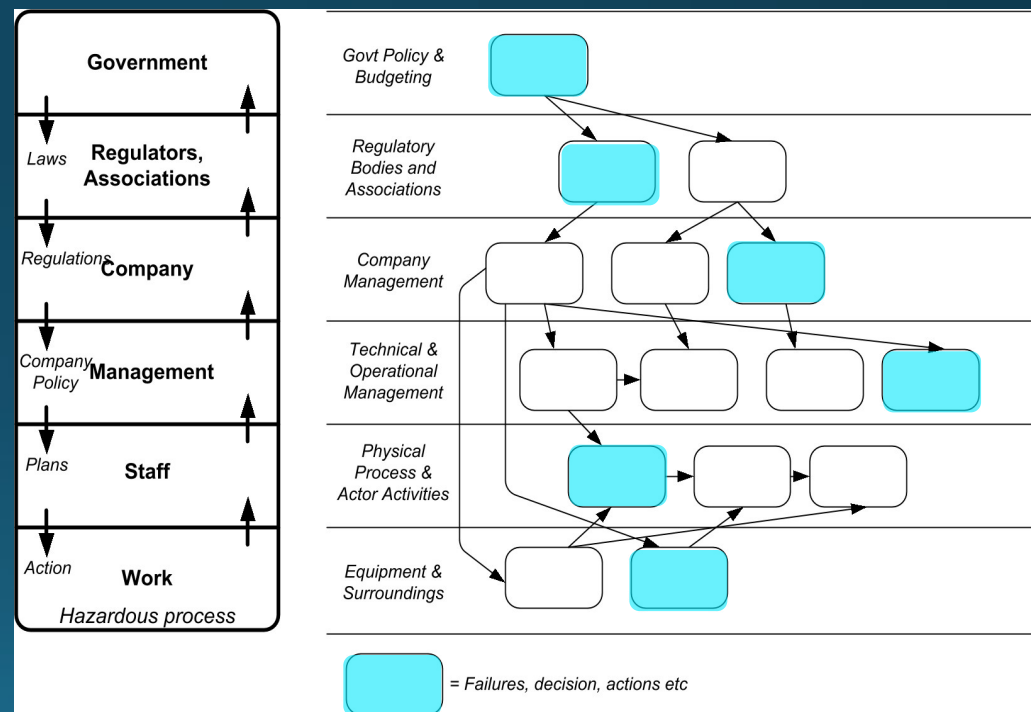 Government
Laws
Regulators,
Associations
Regulations
Company
Company
Policy
Management
Plans
Staff
Action
Work
Hazardous process
Govt Policy &
Budgeting
Regulatory
Bodies and
Associations
Company
Management
Technical &
Operational
Management
Physical
Process &
Actor Activities
Equipment &
Surroundings
= Failures, decision, actions etc